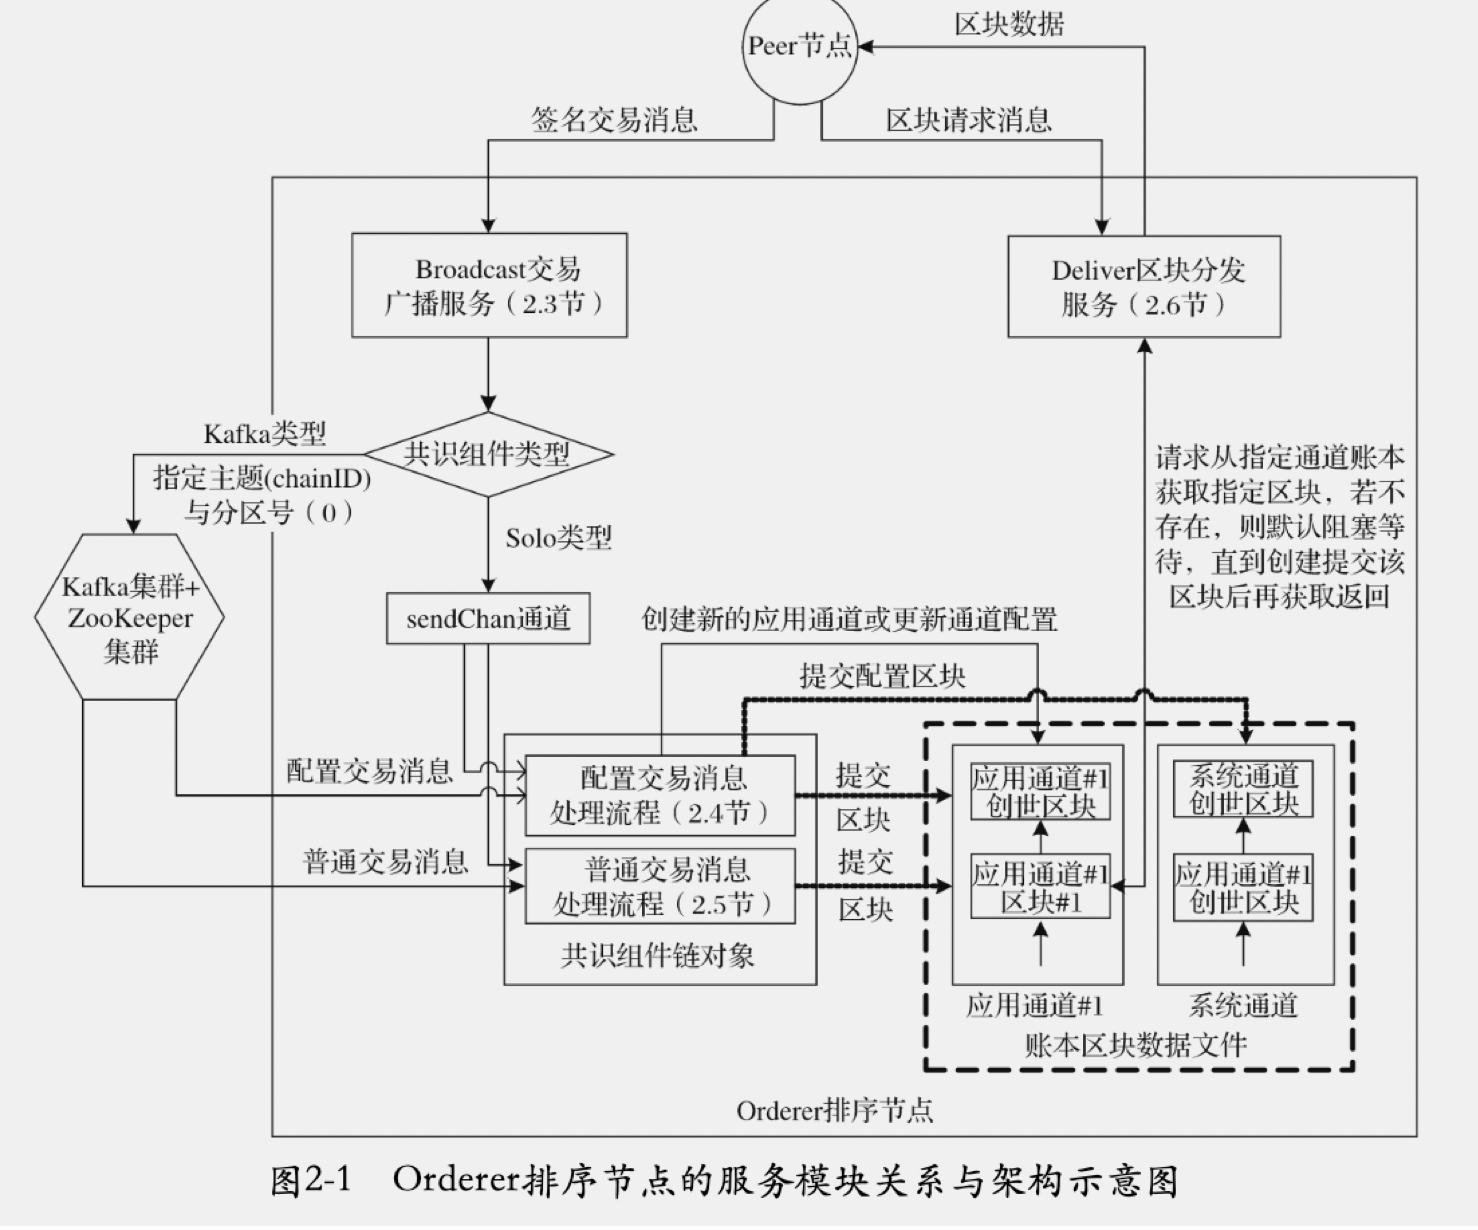 Peer节点
区块数据
签名交易消息
区块请求消息
Broadcast交易
广播服务（2.3节）
Deliver区块分发
服务（2.6节）
Kafka类型
指定主题(chainID)
与分区号（0）
共识组件类型
Solo类型
请求从指定通道账本
获取指定区块，若不
存在，则默认阻塞等
待，直到创建提交该
区块后再获取返回
Kafka集群+
ZooKeeper
集群
sendChan通道
创建新的应用通道或更新通道配置
提交配置区块
配置交易消息
配置交易消息
处理流程（2.4节）
提交
区块
应用通道#1
创世区块
系统通道
创世区块
普通交易消息
普通交易消息
处理流程（2.5节）
提交
区块
应用通道#1
区块#1
应用通道#1
创世区块
共识组件链对象
应用通道#1
系统通道
账本区块数据文件
Orderer排序节点
图2-1 Orderer排序节点的服务模块关系与架构示意图